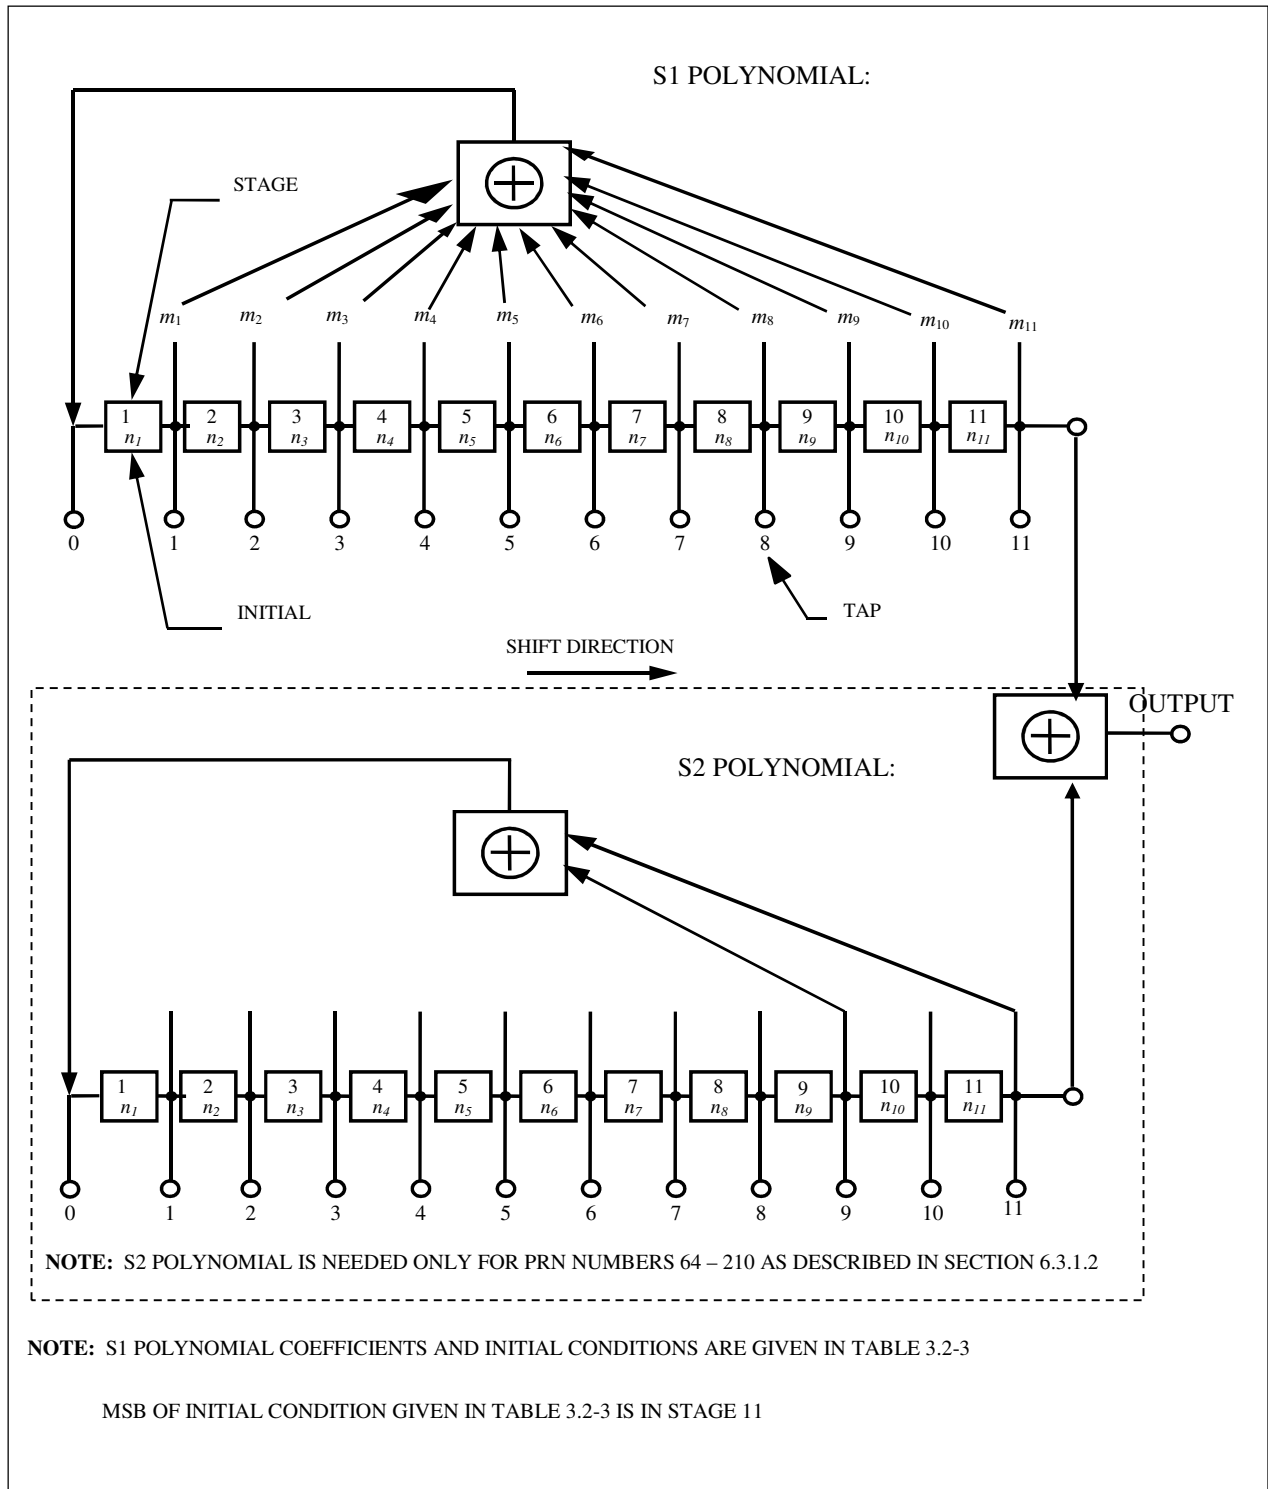 S1 POLYNOMIAL:
STAGE
m1 m2 m3 m4 m5 m6 m7 m8 m9 m10 m11
1 2 3 4 5 6 7 8 9 10 11
n1 n2 n3 n4 n5 n6 n7 n8 n9 n10 n11
0 1 2 3 4 5 6 7 8 9 10 11
INITIAL
TAP
SHIFT DIRECTION
OUTPUT
S2 POLYNOMIAL:
1 2 3 4 5 6 7 8 9 10 11
n1 n2 n3 n4 n5 n6 n7 n8 n9 n10 n11
0 1 2 3 4 5 6 7 8 9 10 11
NOTE: S2 POLYNOMIAL IS NEEDED ONLY FOR PRN NUMBERS 64 – 210 AS DESCRIBED IN SECTION 6.3.1.2
NOTE: S1 POLYNOMIAL COEFFICIENTS AND INITIAL CONDITIONS ARE GIVEN IN TABLE 3.2-3
MSB OF INITIAL CONDITION GIVEN IN TABLE 3.2-3 IS IN STAGE 11